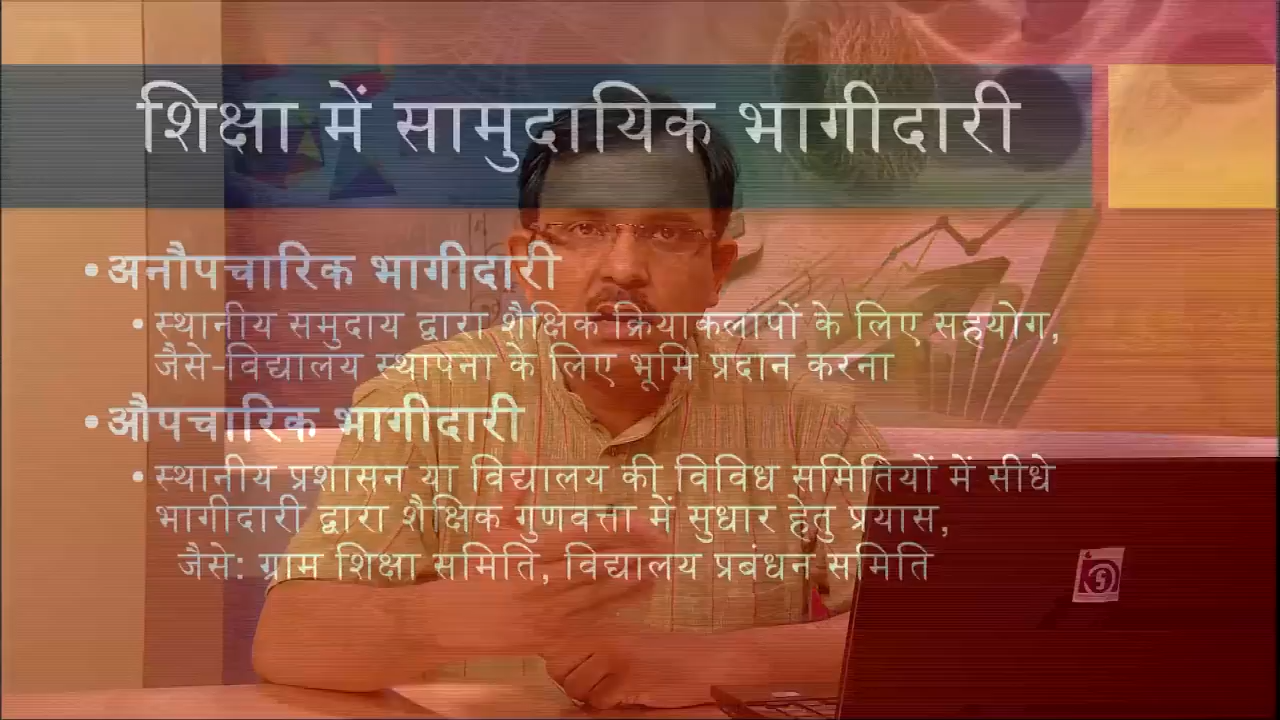 शिक्षा में सामुदायिक भागीदारी
•अनौपचारिक भागीदारी
•स्थानीय समुदाय द्वारा शैक्षिक क्रियाकलापों के लिए सहयोग,
जैसे-विद्यालय स्थापना के लिए भूमि प्रदान करना
•औपचारिक भागीदारी
•स्थानीय प्रशासन या विद्यालय की विविध समितियों में सीधे
भागीदारी द्वारा शैक्षिक गुणवत्ता में सुधार हेतु प्रयास,
जैसे: ग्राम शिक्षा समिति, विद्यालय प्रबंधन समिति